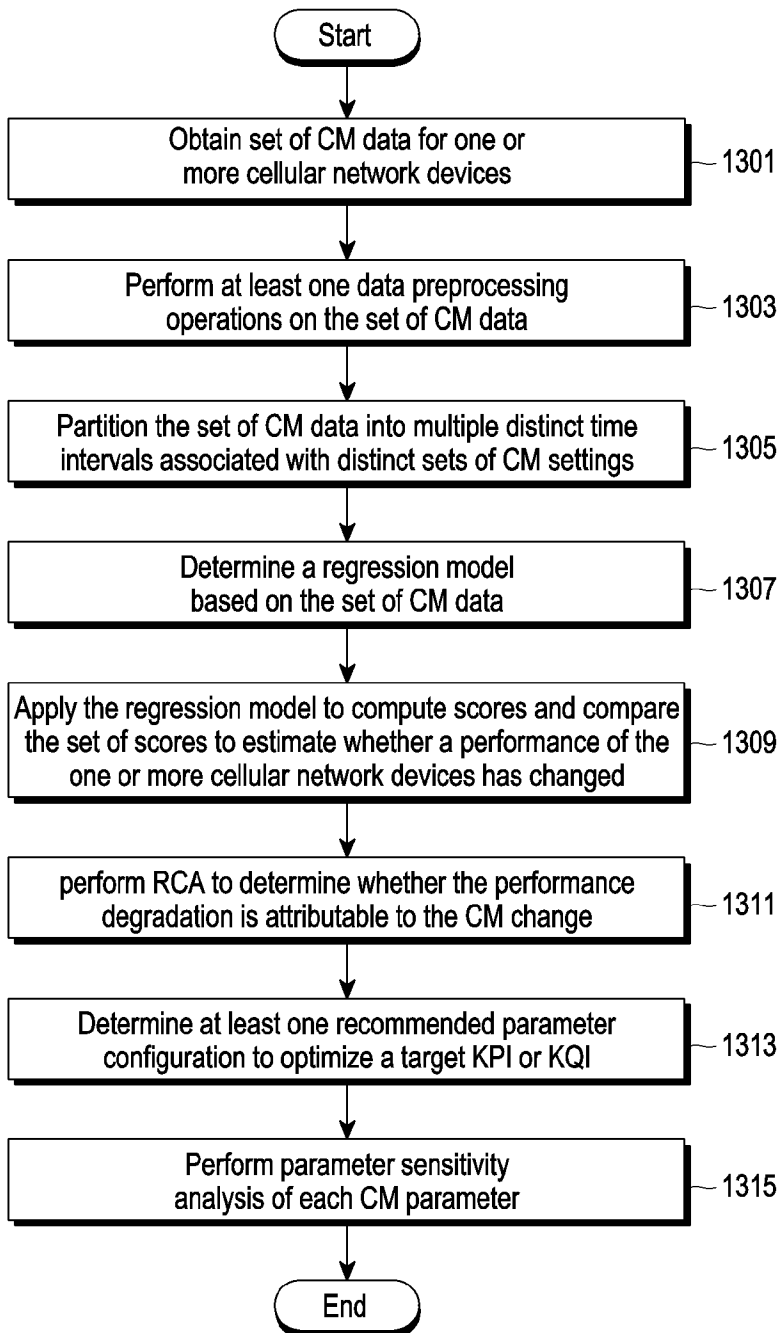 Start
Obtain set of CM data for one or
more cellular network devices
1301
Perform at least one data preprocessing
operations on the set of CM data
1303
Partition the set of CM data into multiple distinct time
intervals associated with distinct sets of CM settings
1305
Determine a regression model
based on the set of CM data
1307
Apply the regression model to compute scores and compare
the set of scores to estimate whether a performance of the
one or more cellular network devices has changed
1309
perform RCA to determine whether the performance
degradation is attributable to the CM change
1311
Determine at least one recommended parameter
configuration to optimize a target KPI or KQI
1313
Perform parameter sensitivity
analysis of each CM parameter
1315
End